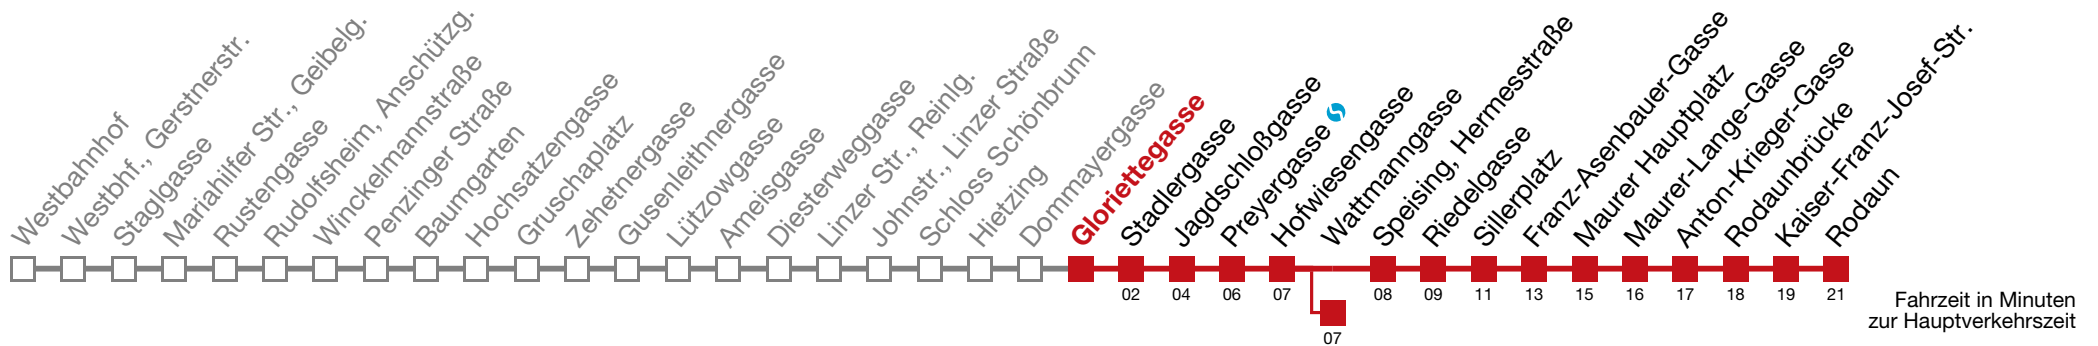 Westbahnhof
Westbhf., Gerstnerstr.
Staglgasse
Mariahilfer Str., Geibelg.
Rustengasse
Rudolfsheim, Anschützg.
Winckelmannstraße
Penzinger Straße
Baumgarten
Hochsatzengasse
Gruschaplatz
Zehetnergasse
Gusenleithnergasse
Lützowgasse
Ameisgasse
Diesterweggasse
Linzer Str., Reinlg.
Johnstr., Linzer Straße
Schloss Schönbrunn
Hietzing
Dommayergasse
Gloriettegasse
Stadlergasse
Jagdschloßgasse
Preyergasse
Hofwiesengasse
Wattmanngasse
Speising, Hermesstraße
Riedelgasse
Sillerplatz
Franz-Asenbauer-Gasse
Maurer Hauptplatz
Maurer-Lange-Gasse
Anton-Krieger-Gasse
Rodaunbrücke
Kaiser-Franz-Josef-Str.
Rodaun
02 04 06 07 08 09 11 13 15 16 17 18 19 21
07
Fahrzeit in Minuten
zur Hauptverkehrszeit